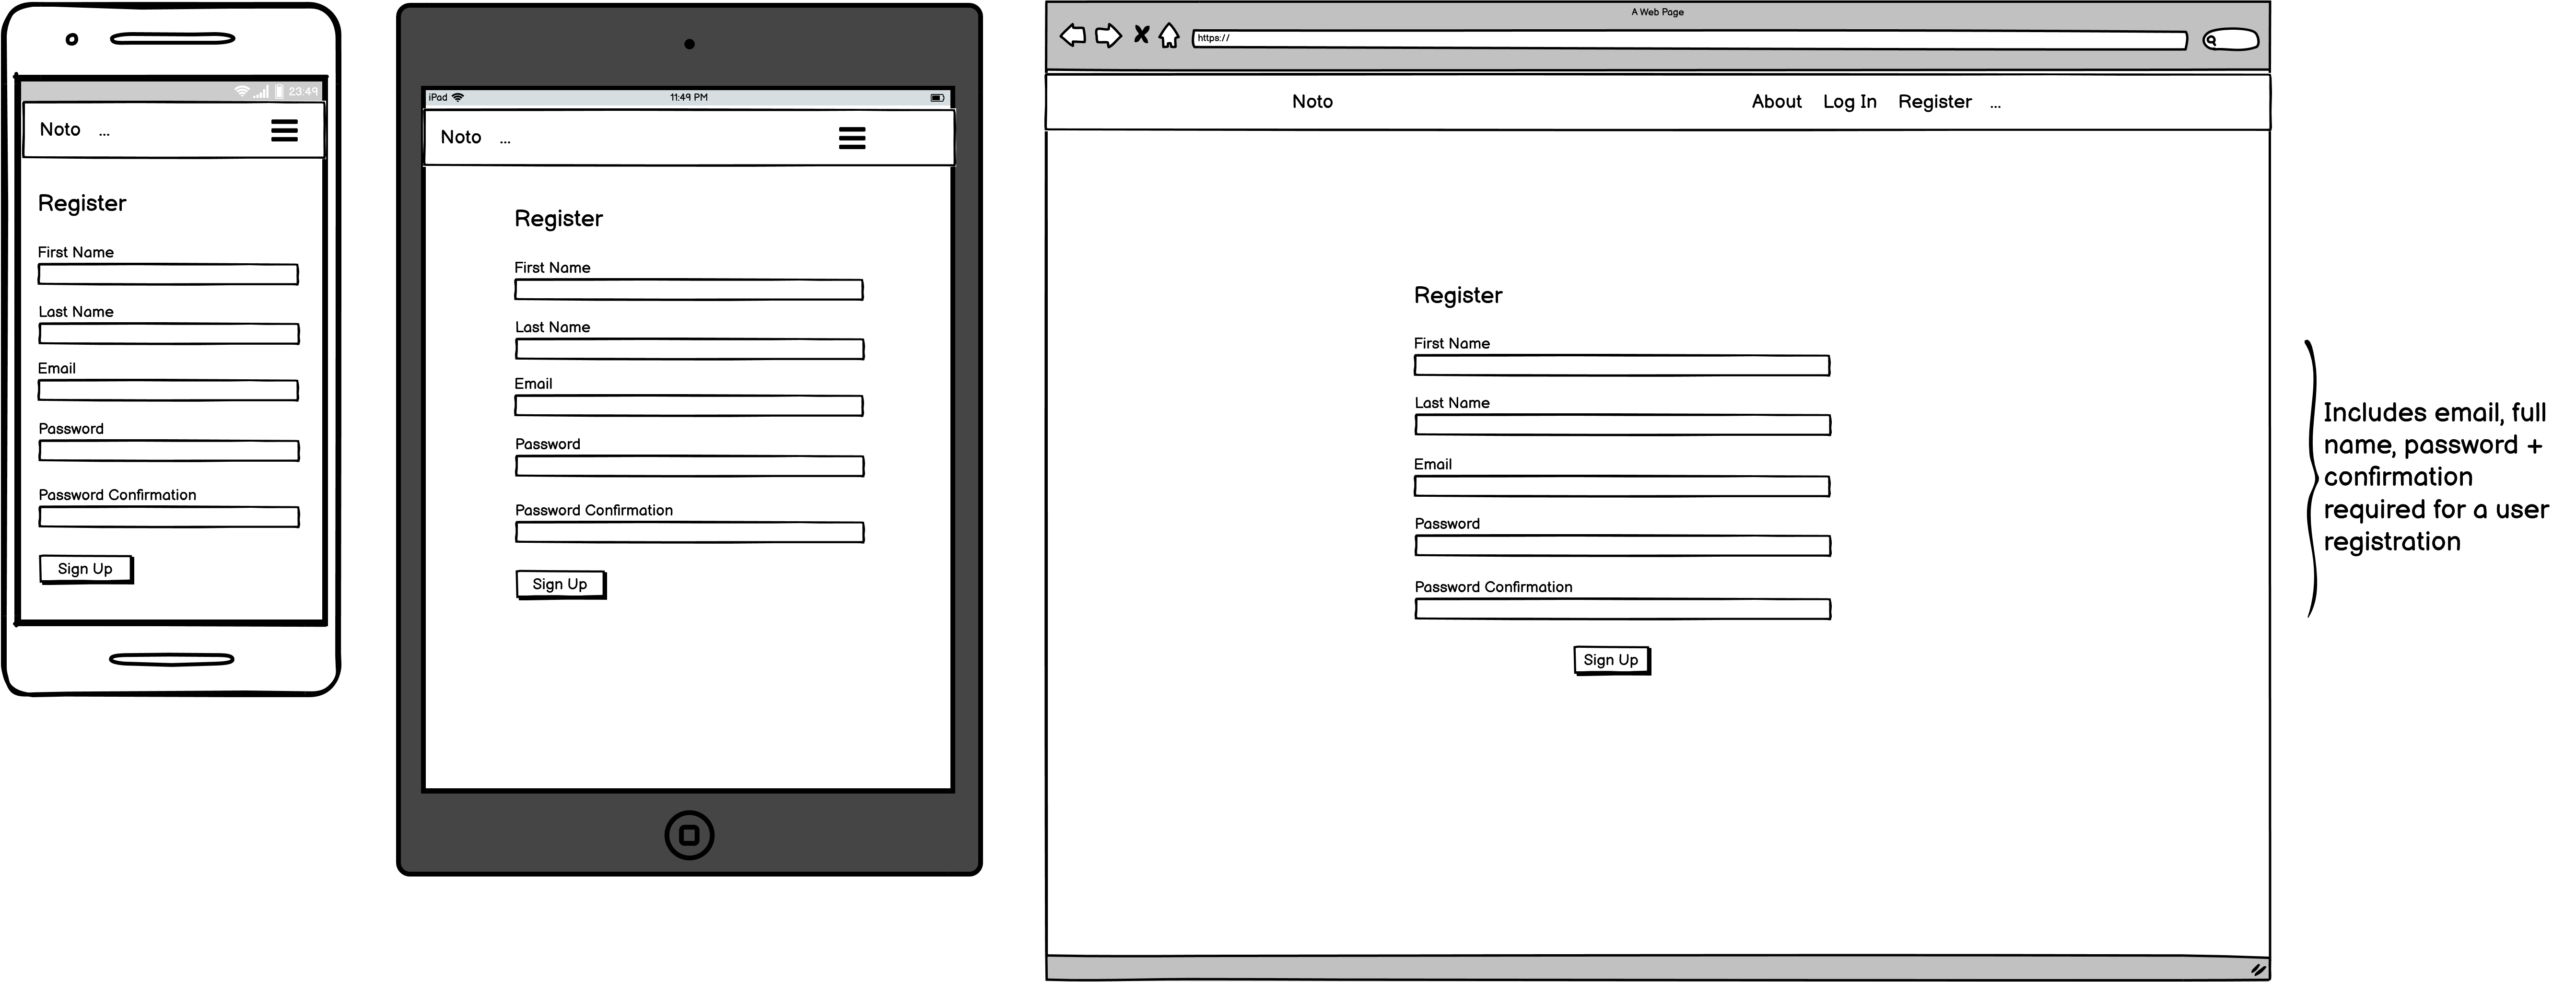 23:49
Noto ...
Register
First Name
Last Name
Email
Password
Password Confirmation
Sign Up
iPad 11:49 PM
Noto ...
Register
First Name
Last Name
Email
Password
Password Confirmation
Sign Up
A Web Page
https://
Noto About Log In Register ...
Register
First Name
Last Name
Email
Password
Password Confirmation
Sign Up
Includes email, full
name, password +
confirmation
required for a user
registration